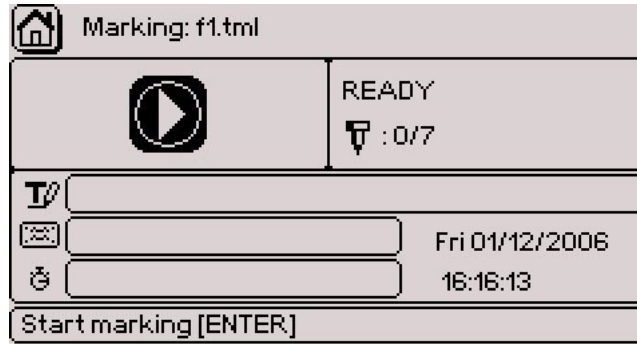 Marking: f1.tml
READY
: 0/7
Fri 01/12/2006
16:16:13
Start marking [ENTER]